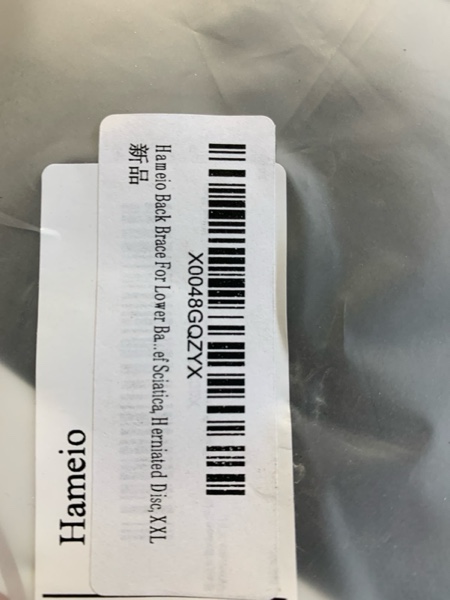 X0048GQZYX
Hameio Back Brace For Lower Ba...ef Sciatica, Herniated Disc, XXL
新品
Hameio